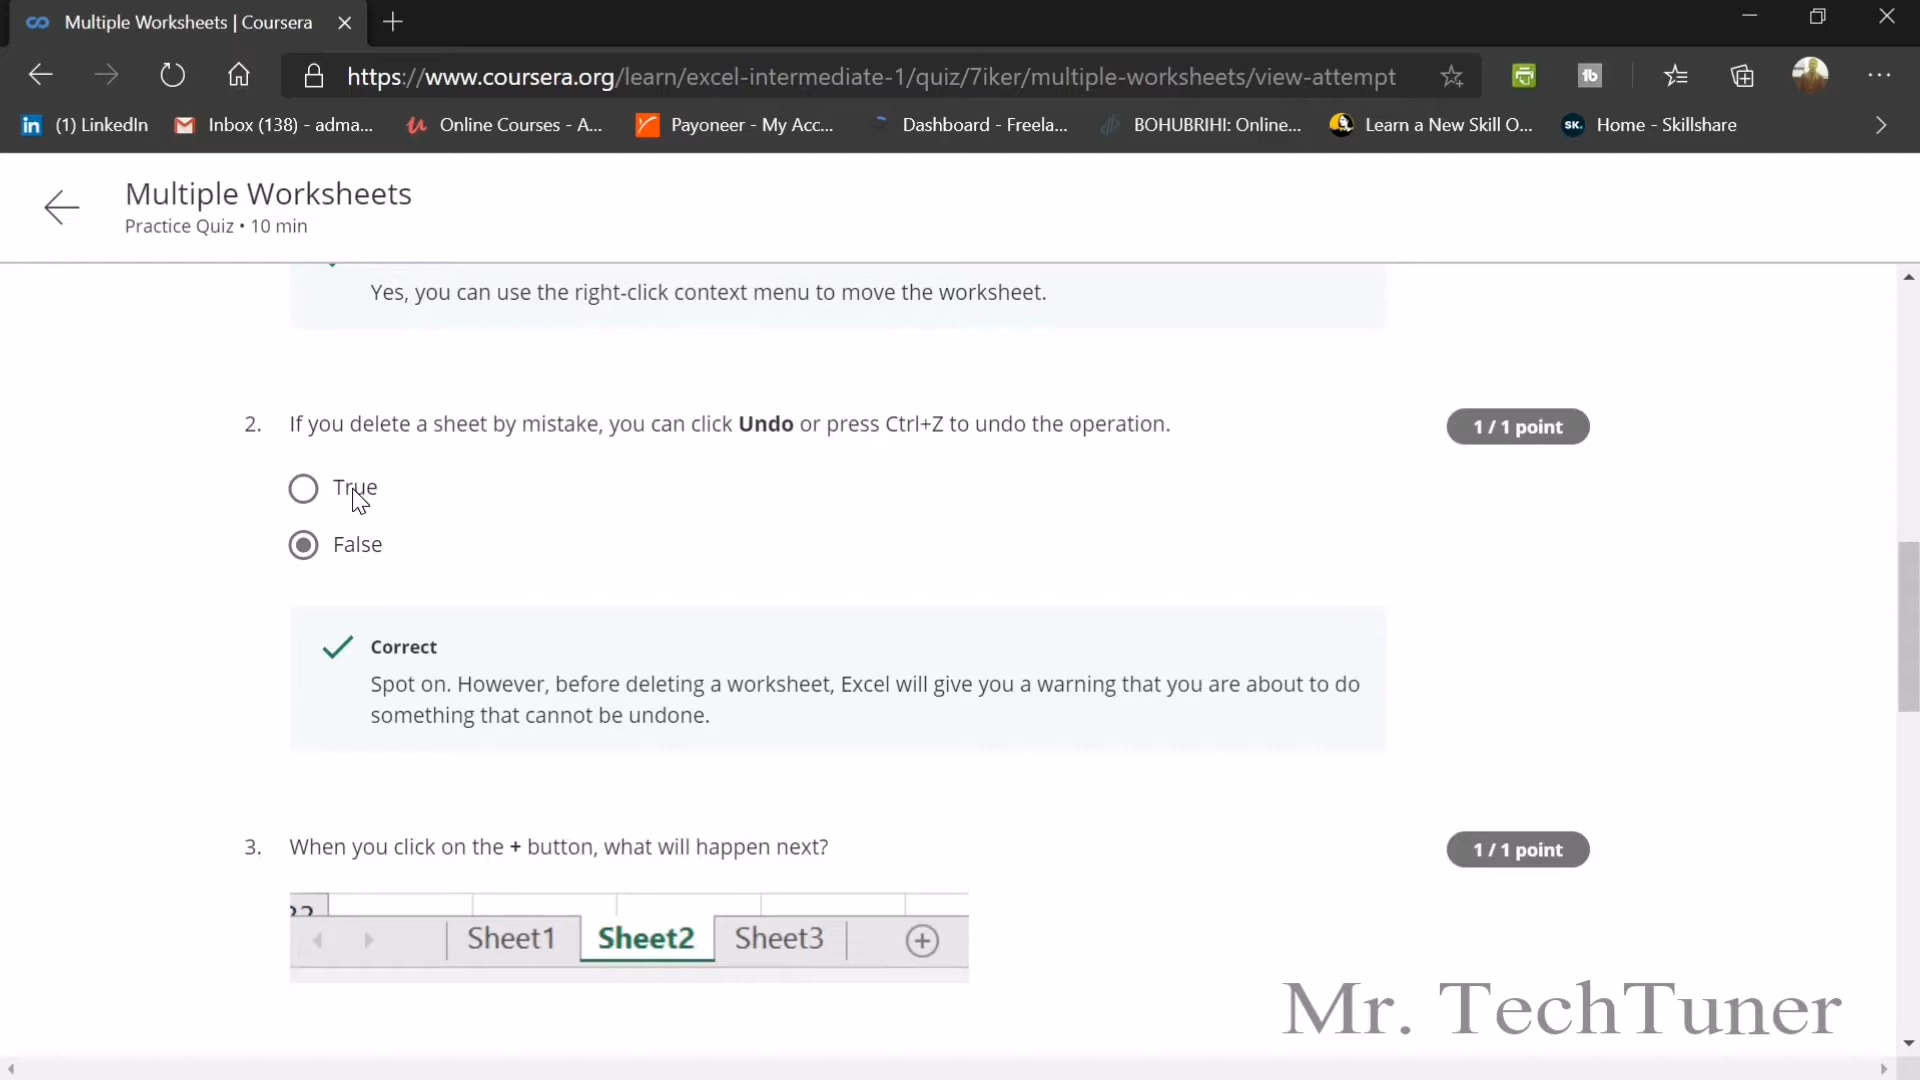 Multiple Worksheets | Coursera
https://www.coursera.org/learn/excel-intermediate-1/quiz/7iker/multiple-worksheets/view-attempt
1b
in (1) LinkedIn
Inbox (138) - adma...
Online Courses - A...
Payoneer - My Acc...
Dashboard - Freela...
BOHUBRIHI: Online...
Learn a New Skill O...
SK. Home - Skillshare
Multiple Worksheets
Practice Quiz • 10 min
Yes, you can use the right-click context menu to move the worksheet.
2. If you delete a sheet by mistake, you can click Undo or press Ctrl+Z to undo the operation.
1 / 1 point
True
False
Correct
Spot on. However, before deleting a worksheet, Excel will give you a warning that you are about to do
something that cannot be undone.
3. When you click on the + button, what will happen next?
1 / 1 point
Sheet1 Sheet2 Sheet3
Mr. TechTuner